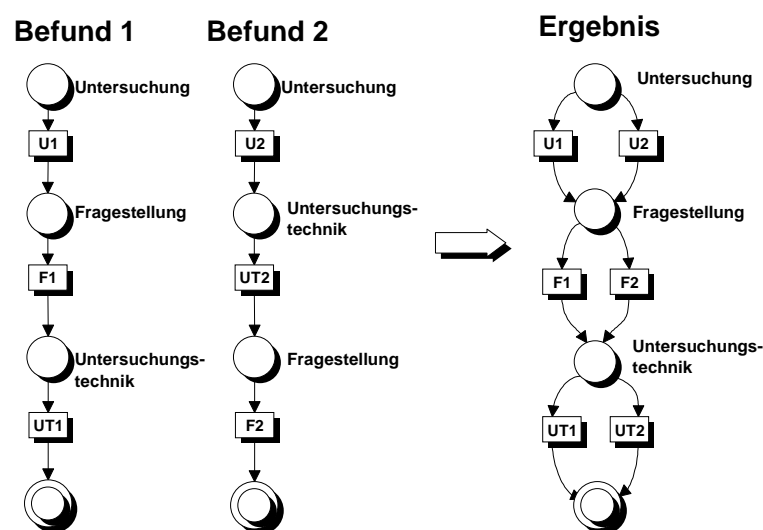 Befund 1
Untersuchung
U1
Fragestellung
F1
Untersuchungs-
technik
UT1
Befund 2
Untersuchung
U2
Untersuchungs-
technik
UT2
Fragestellung
F2
Ergebnis
Untersuchung
U1 U2
Fragestellung
F1 F2
Untersuchungs-
technik
UT1 UT2